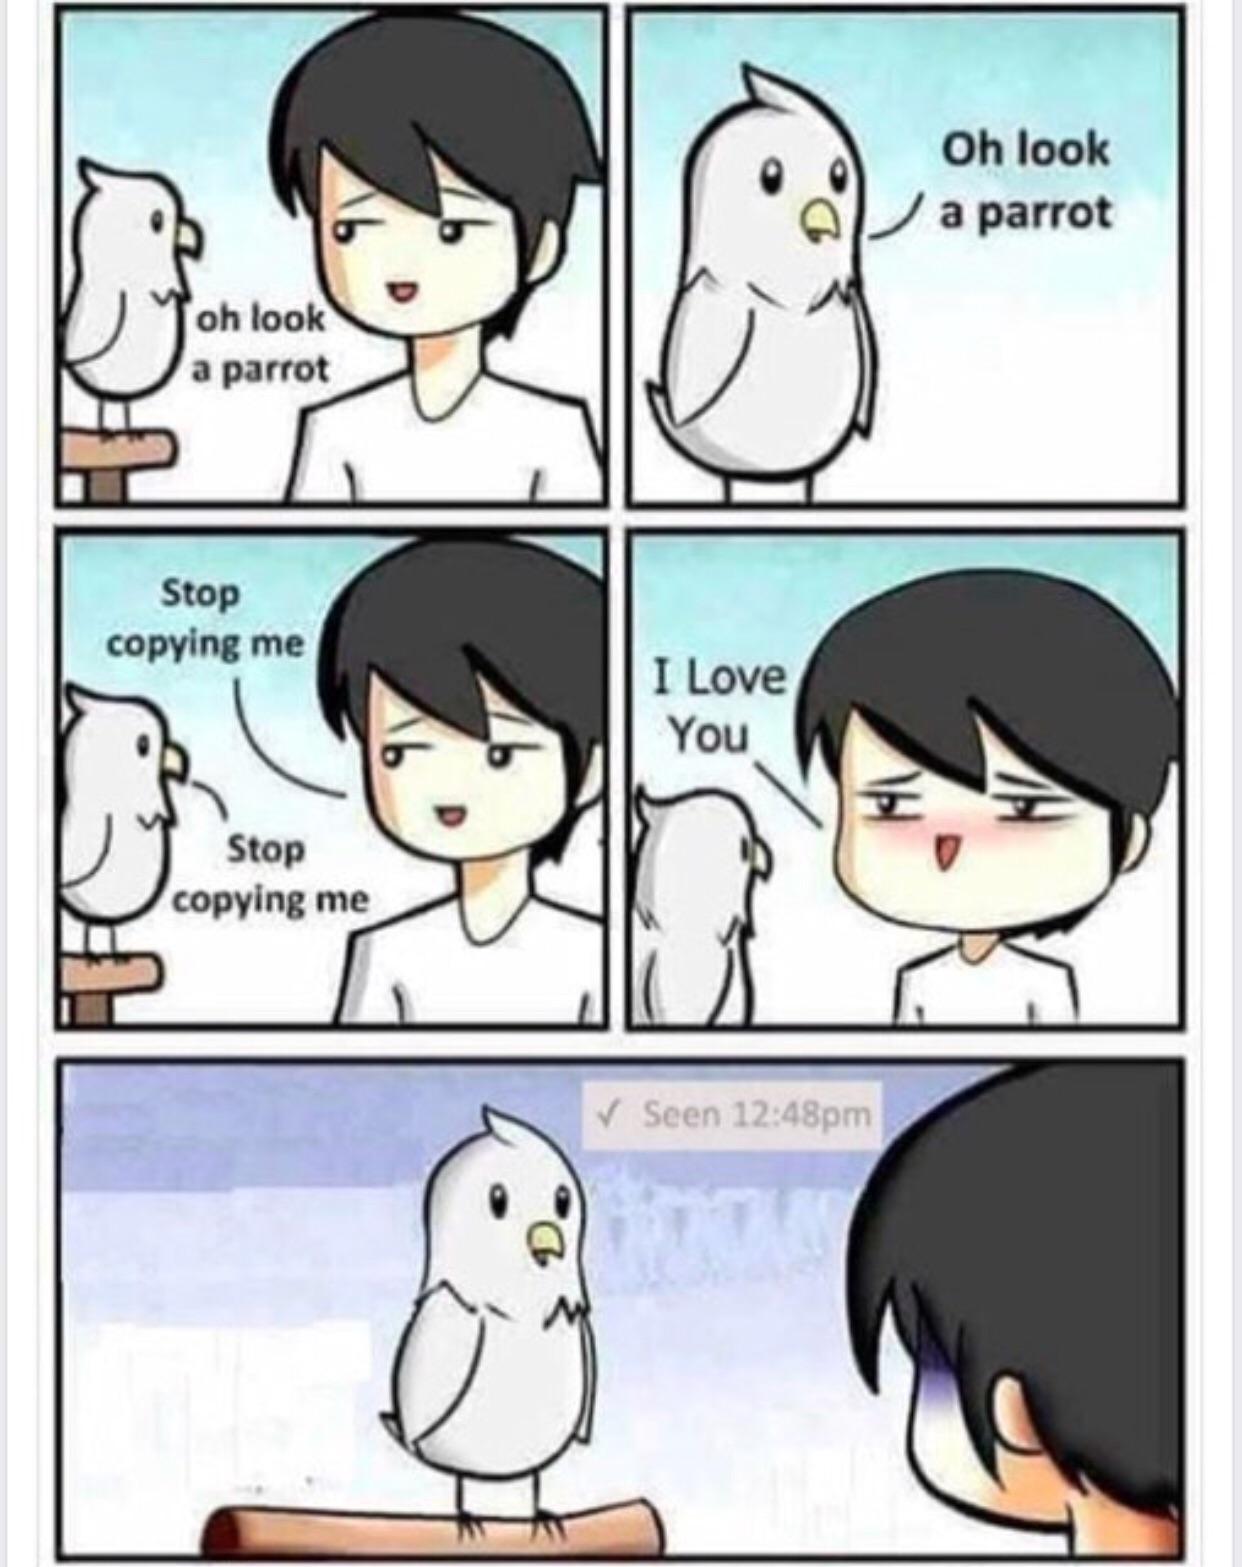 oh look
a parrot
Oh look
a parrot
Stop
copying me
Stop
copying me
I Love
You
✓ Seen 12:48pm